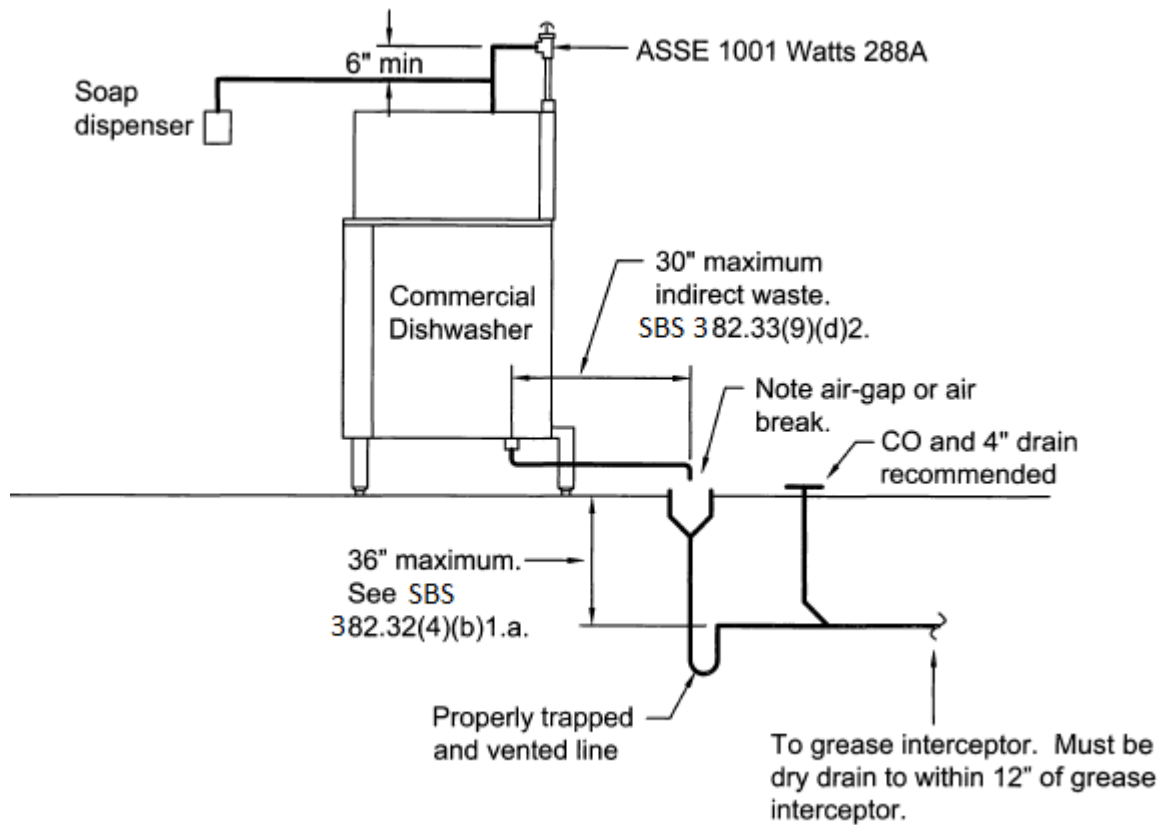 ASSE 1001 Watts 288A
6" min
Soap
dispenser
30" maximum
indirect waste.
SBS 382.33(9)(d)2.
Commercial
Dishwasher
Note air-gap or air
break.
CO and 4" drain
recommended
36" maximum.
See SBS
382.32(4)(b)1.a.
Properly trapped
and vented line
To grease interceptor. Must be
dry drain to within 12" of grease
interceptor.